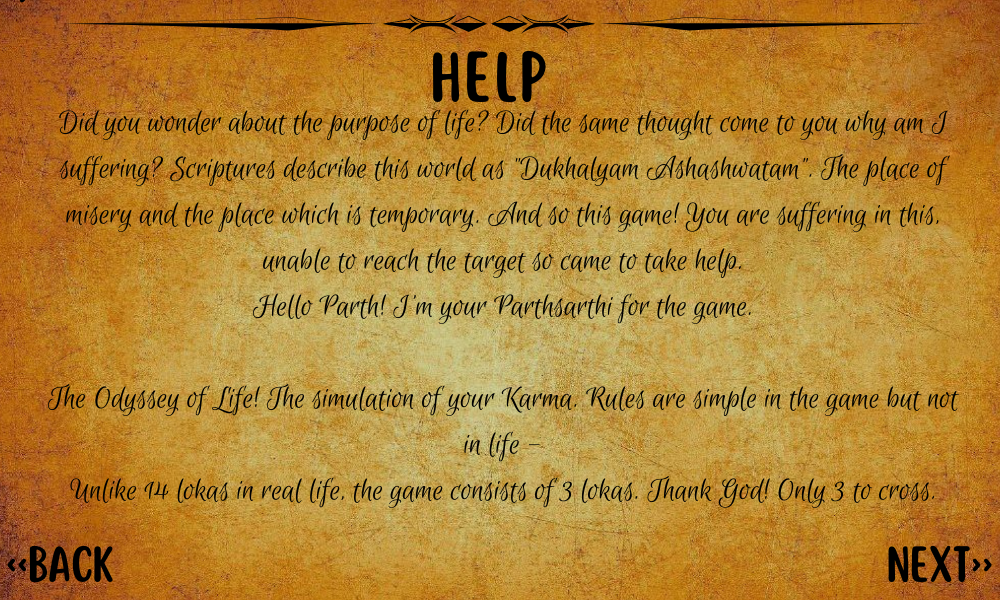 HELP
Did you wonder about the purpose of life? Did the same thought come to you why am I
suffering? Scriptures describe this world as "Dukhalyam Ashashwatam". The place of
misery and the place which is temporary. And so this game! You are suffering in this,
unable to reach the target so came to take help.
Hello Parth! I'm your Parthsarthi for the game.
The Odyssey of Life! The simulation of your Karma. Rules are simple in the game but not
in life –
Unlike 14 lokas in real life, the game consists of 3 lokas. Thank God! Only 3 to cross.
<<BACK
NEXT>>